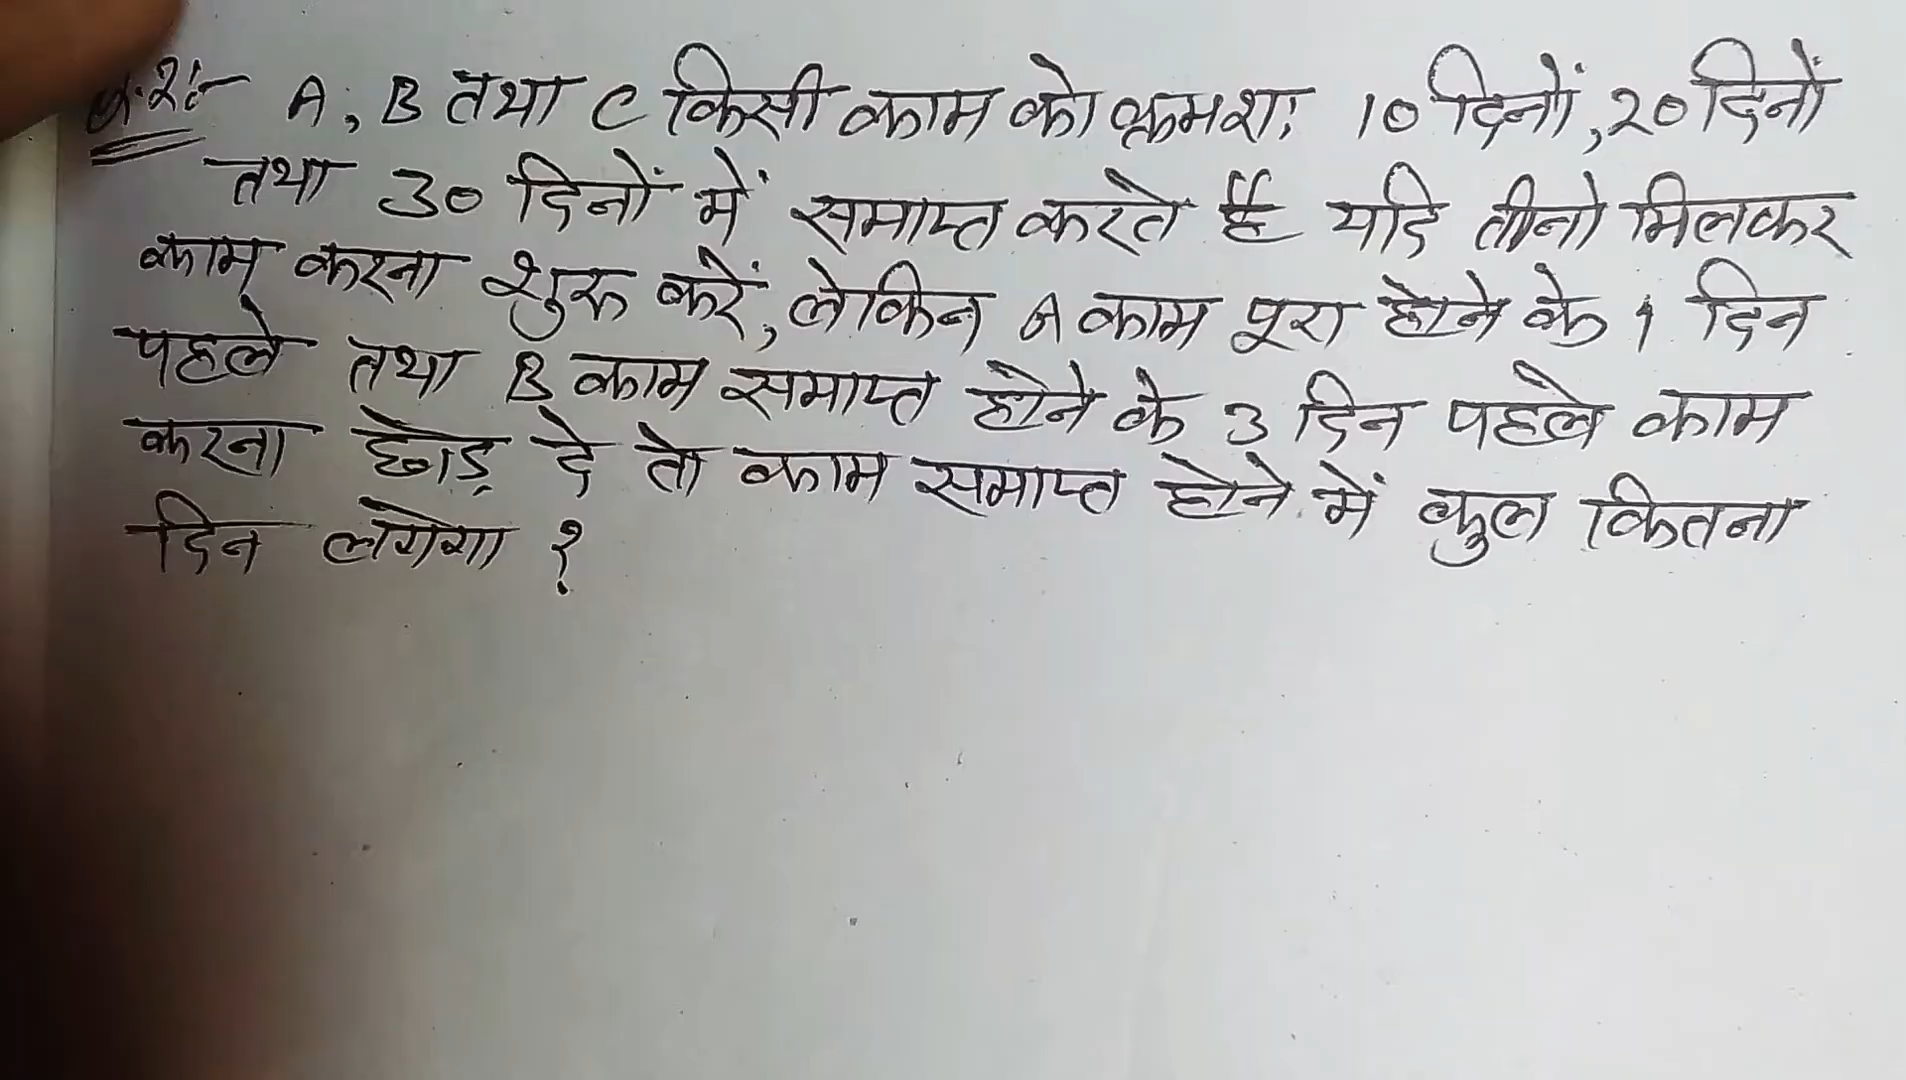 प्र.2:- A, B तथा C किसी काम को क्रमश: 10 दिनों, 20 दिनों
तथा 30 दिनों में समाप्त करते हैं यदि तीनो मिलकर
काम करना शुरू करें, लेकिन A काम पूरा होने के 1 दिन
पहले तथा B काम समाप्त होने के 3 दिन पहले काम
करना छोड़ दे तो काम समाप्त होने में कुल कितना
दिन लगेगा ?